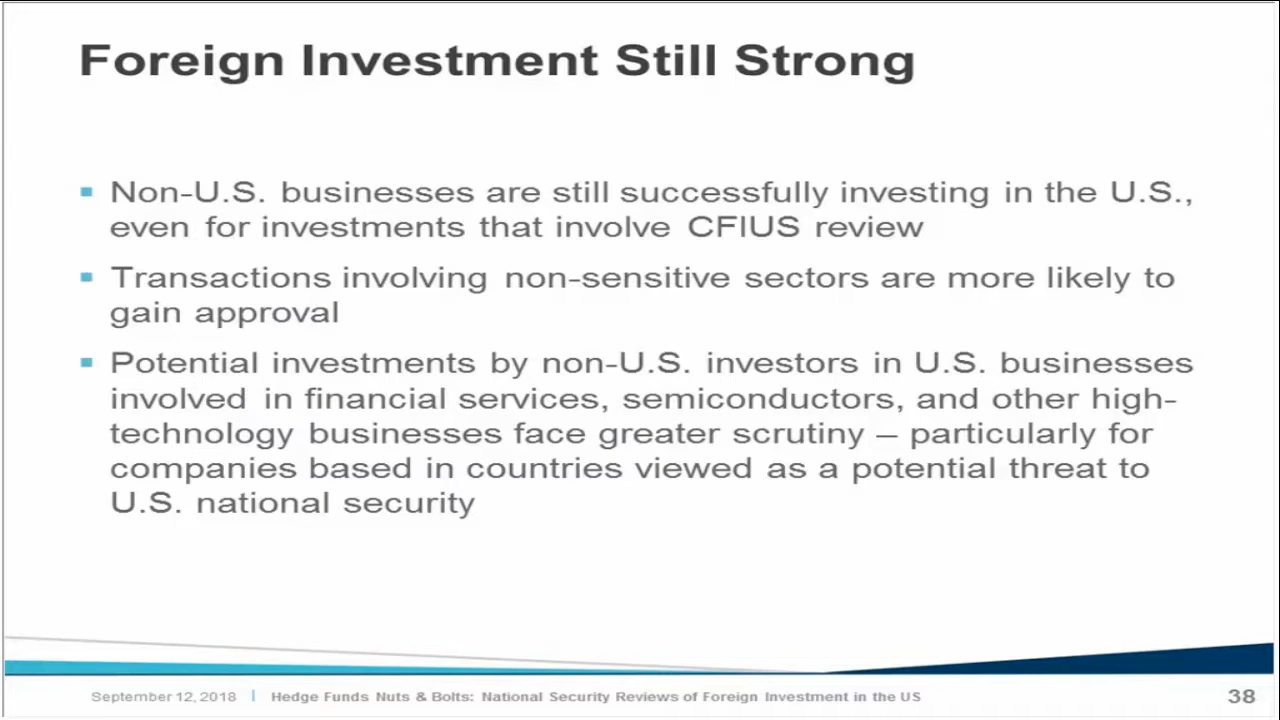 Foreign Investment Still Strong
Non-U.S. businesses are still successfully investing in the U.S.,
even for investments that involve CFIUS review
Transactions involving non-sensitive sectors are more likely to
gain approval
Potential investments by non-U.S. investors in U.S. businesses
involved in financial services, semiconductors, and other high-
technology businesses face greater scrutiny – particularly for
companies based in countries viewed as a potential threat to
U.S. national security
September 12, 2018 | Hedge Funds Nuts & Bolts: National Security Reviews of Foreign Investment in the US 38